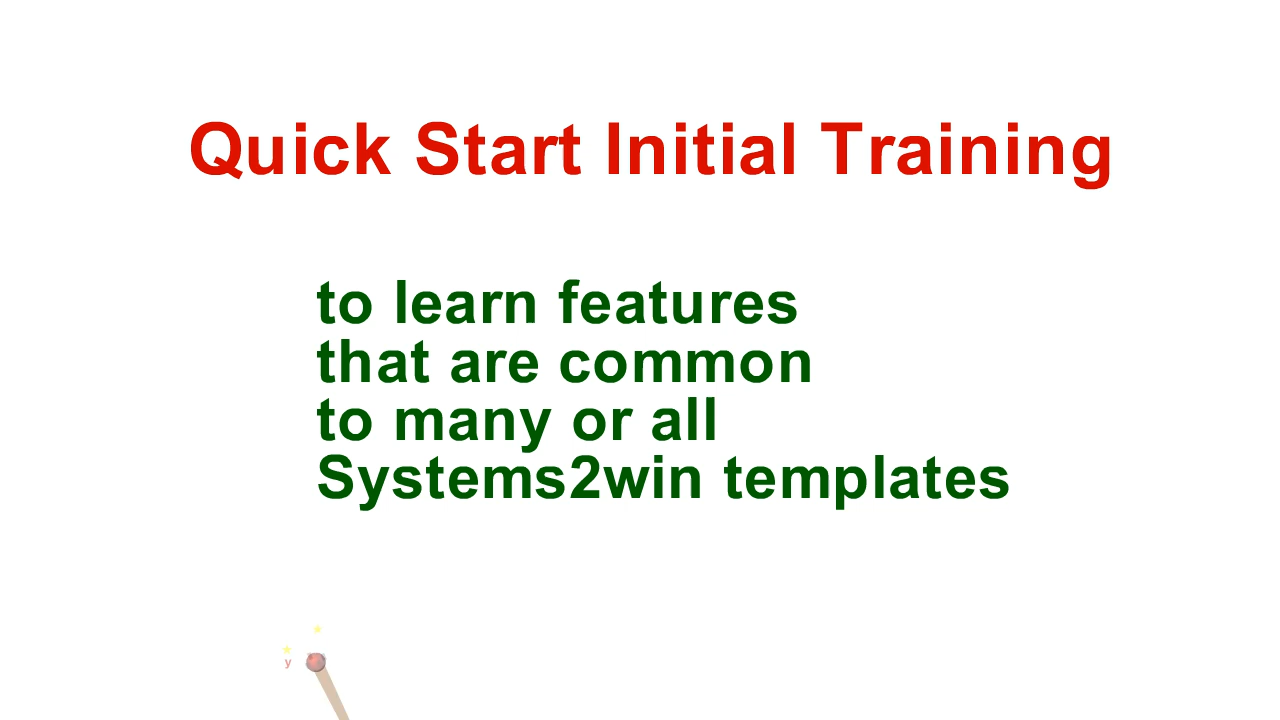 Quick Start Initial Training
to learn features
that are common
to many or all
Systems2win templates
y